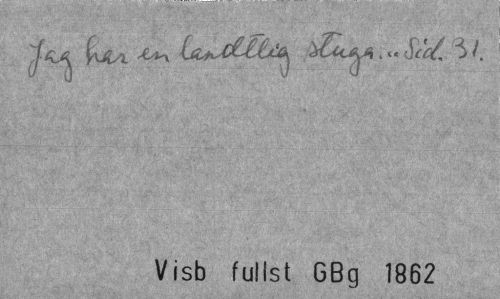 Jag har en landtlig stuga... Sid. 31.
Visb fullst GBg 1862